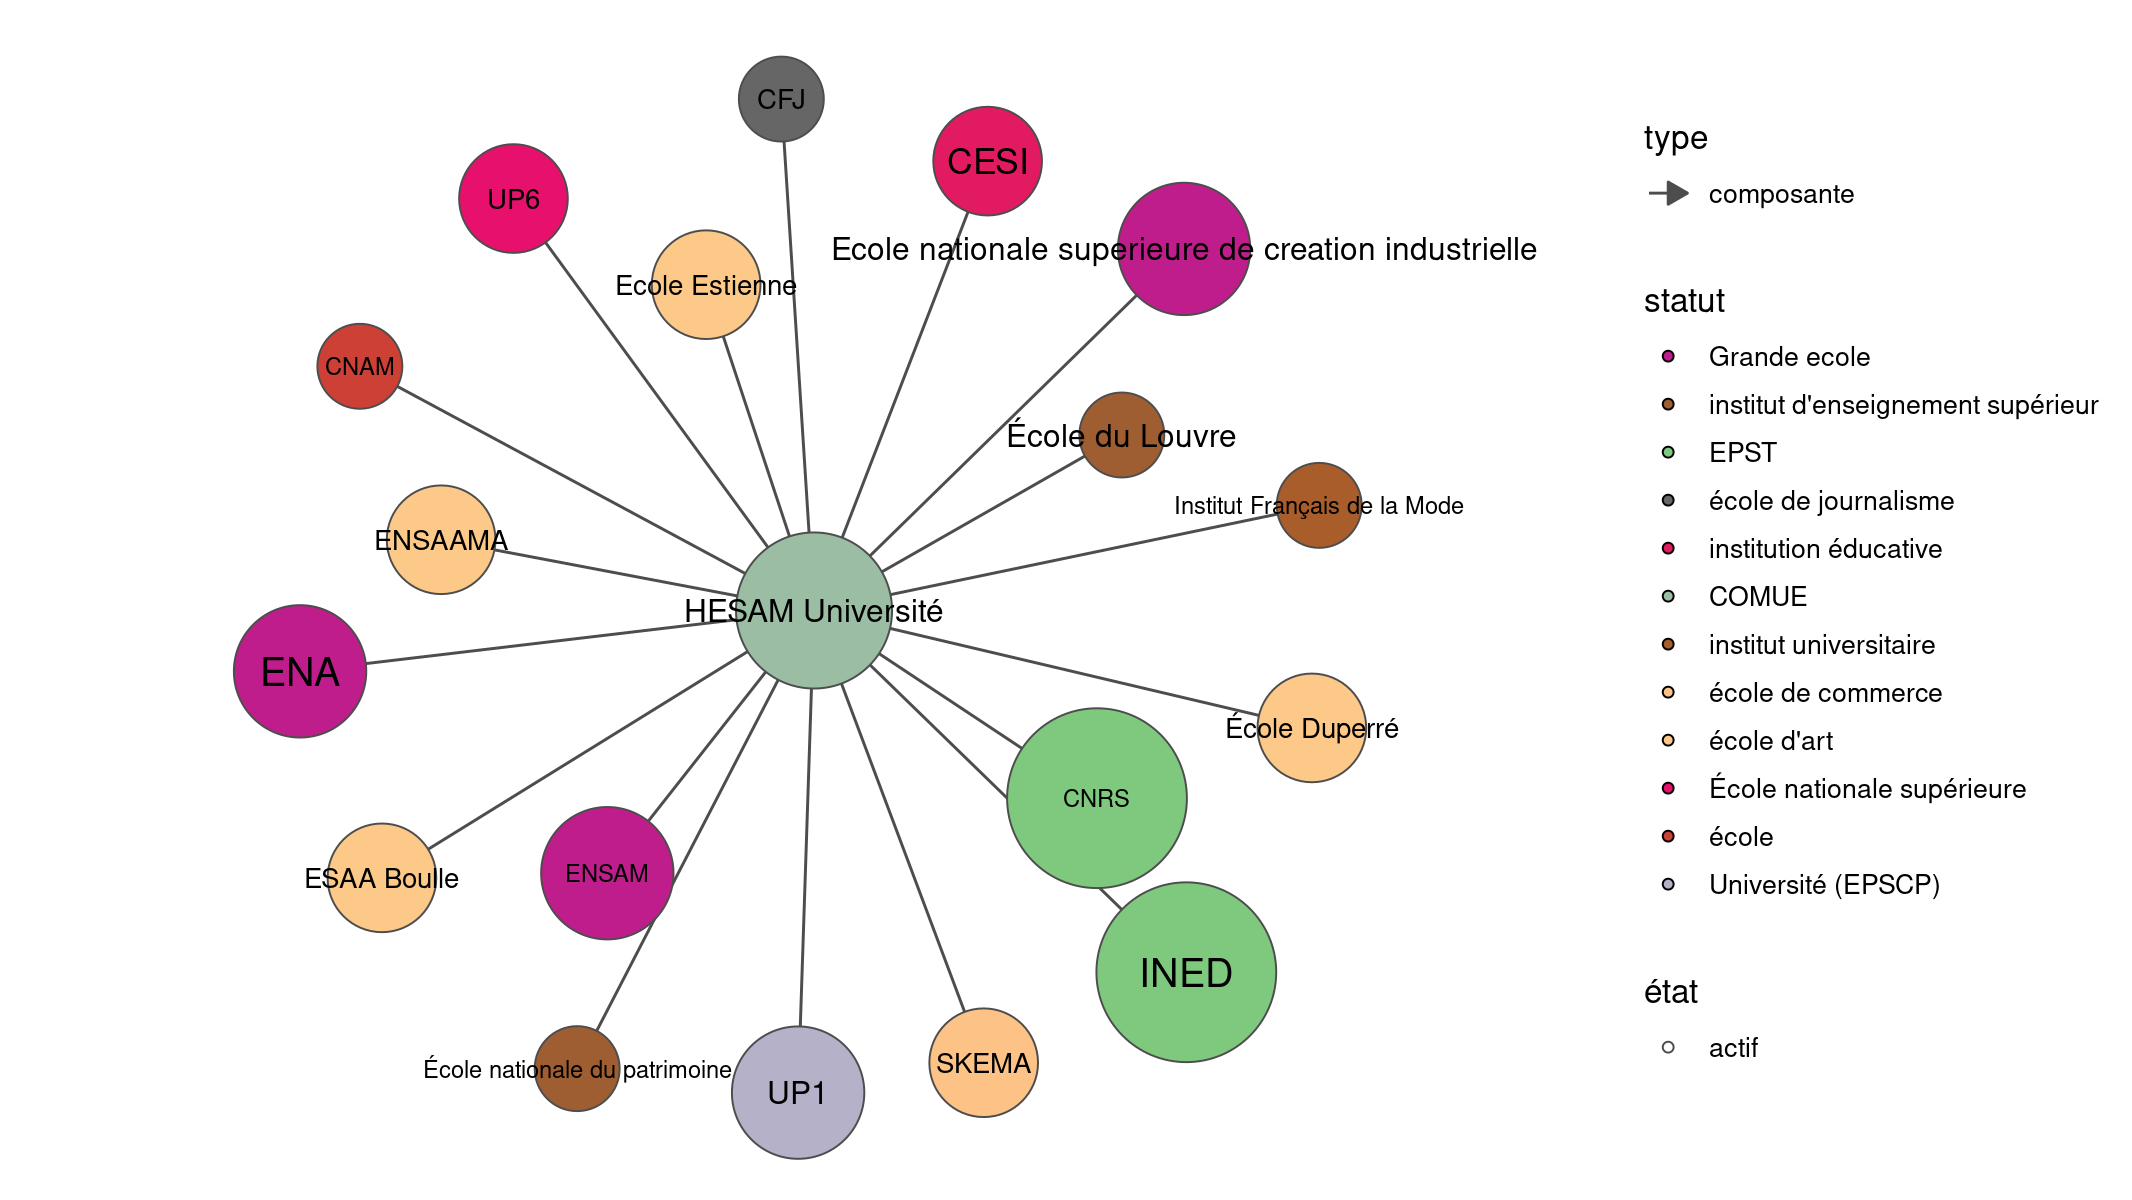 CFJ
CESI
UP6
Ecole nationale superieure de creation industrielle
Ecole Estienne
CNAM
École du Louvre
Institut Français de la Mode
ENSAAMA
HESAM Université
ENA
École Duperré
CNRS
ENSAM
ESAA Boulle
INED
SKEMA
École nationale du patrimoine
UP1
type
composante
statut
Grande ecole
institut d'enseignement supérieur
EPST
école de journalisme
institution éducative
COMUE
institut universitaire
école de commerce
école d'art
École nationale supérieure
école
Université (EPSCP)
état
actif